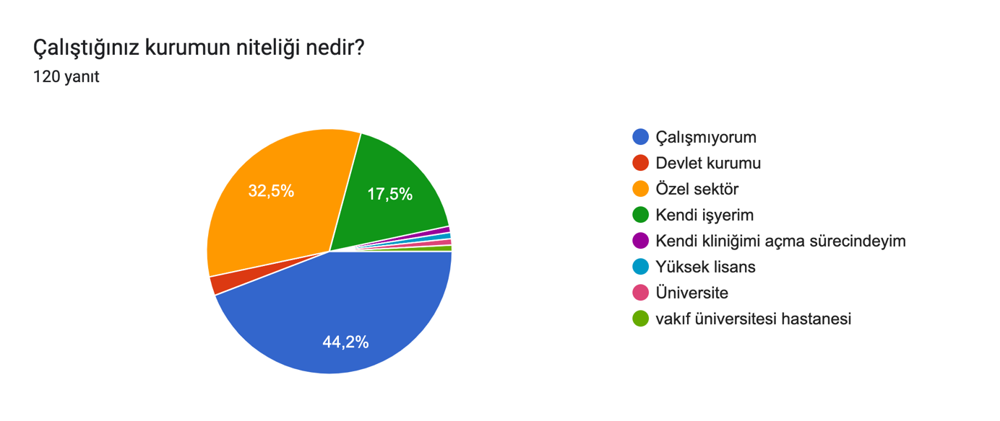 Çalıştığınız kurumun niteliği nedir?
120 yanıt
32,5%
17,5%
44,2%
Çalışmıyorum
Devlet kurumu
Özel sektör
Kendi işyerim
Kendi kliniğimi açma sürecindeyim
Yüksek lisans
Üniversite
vakıf üniversitesi hastanesi